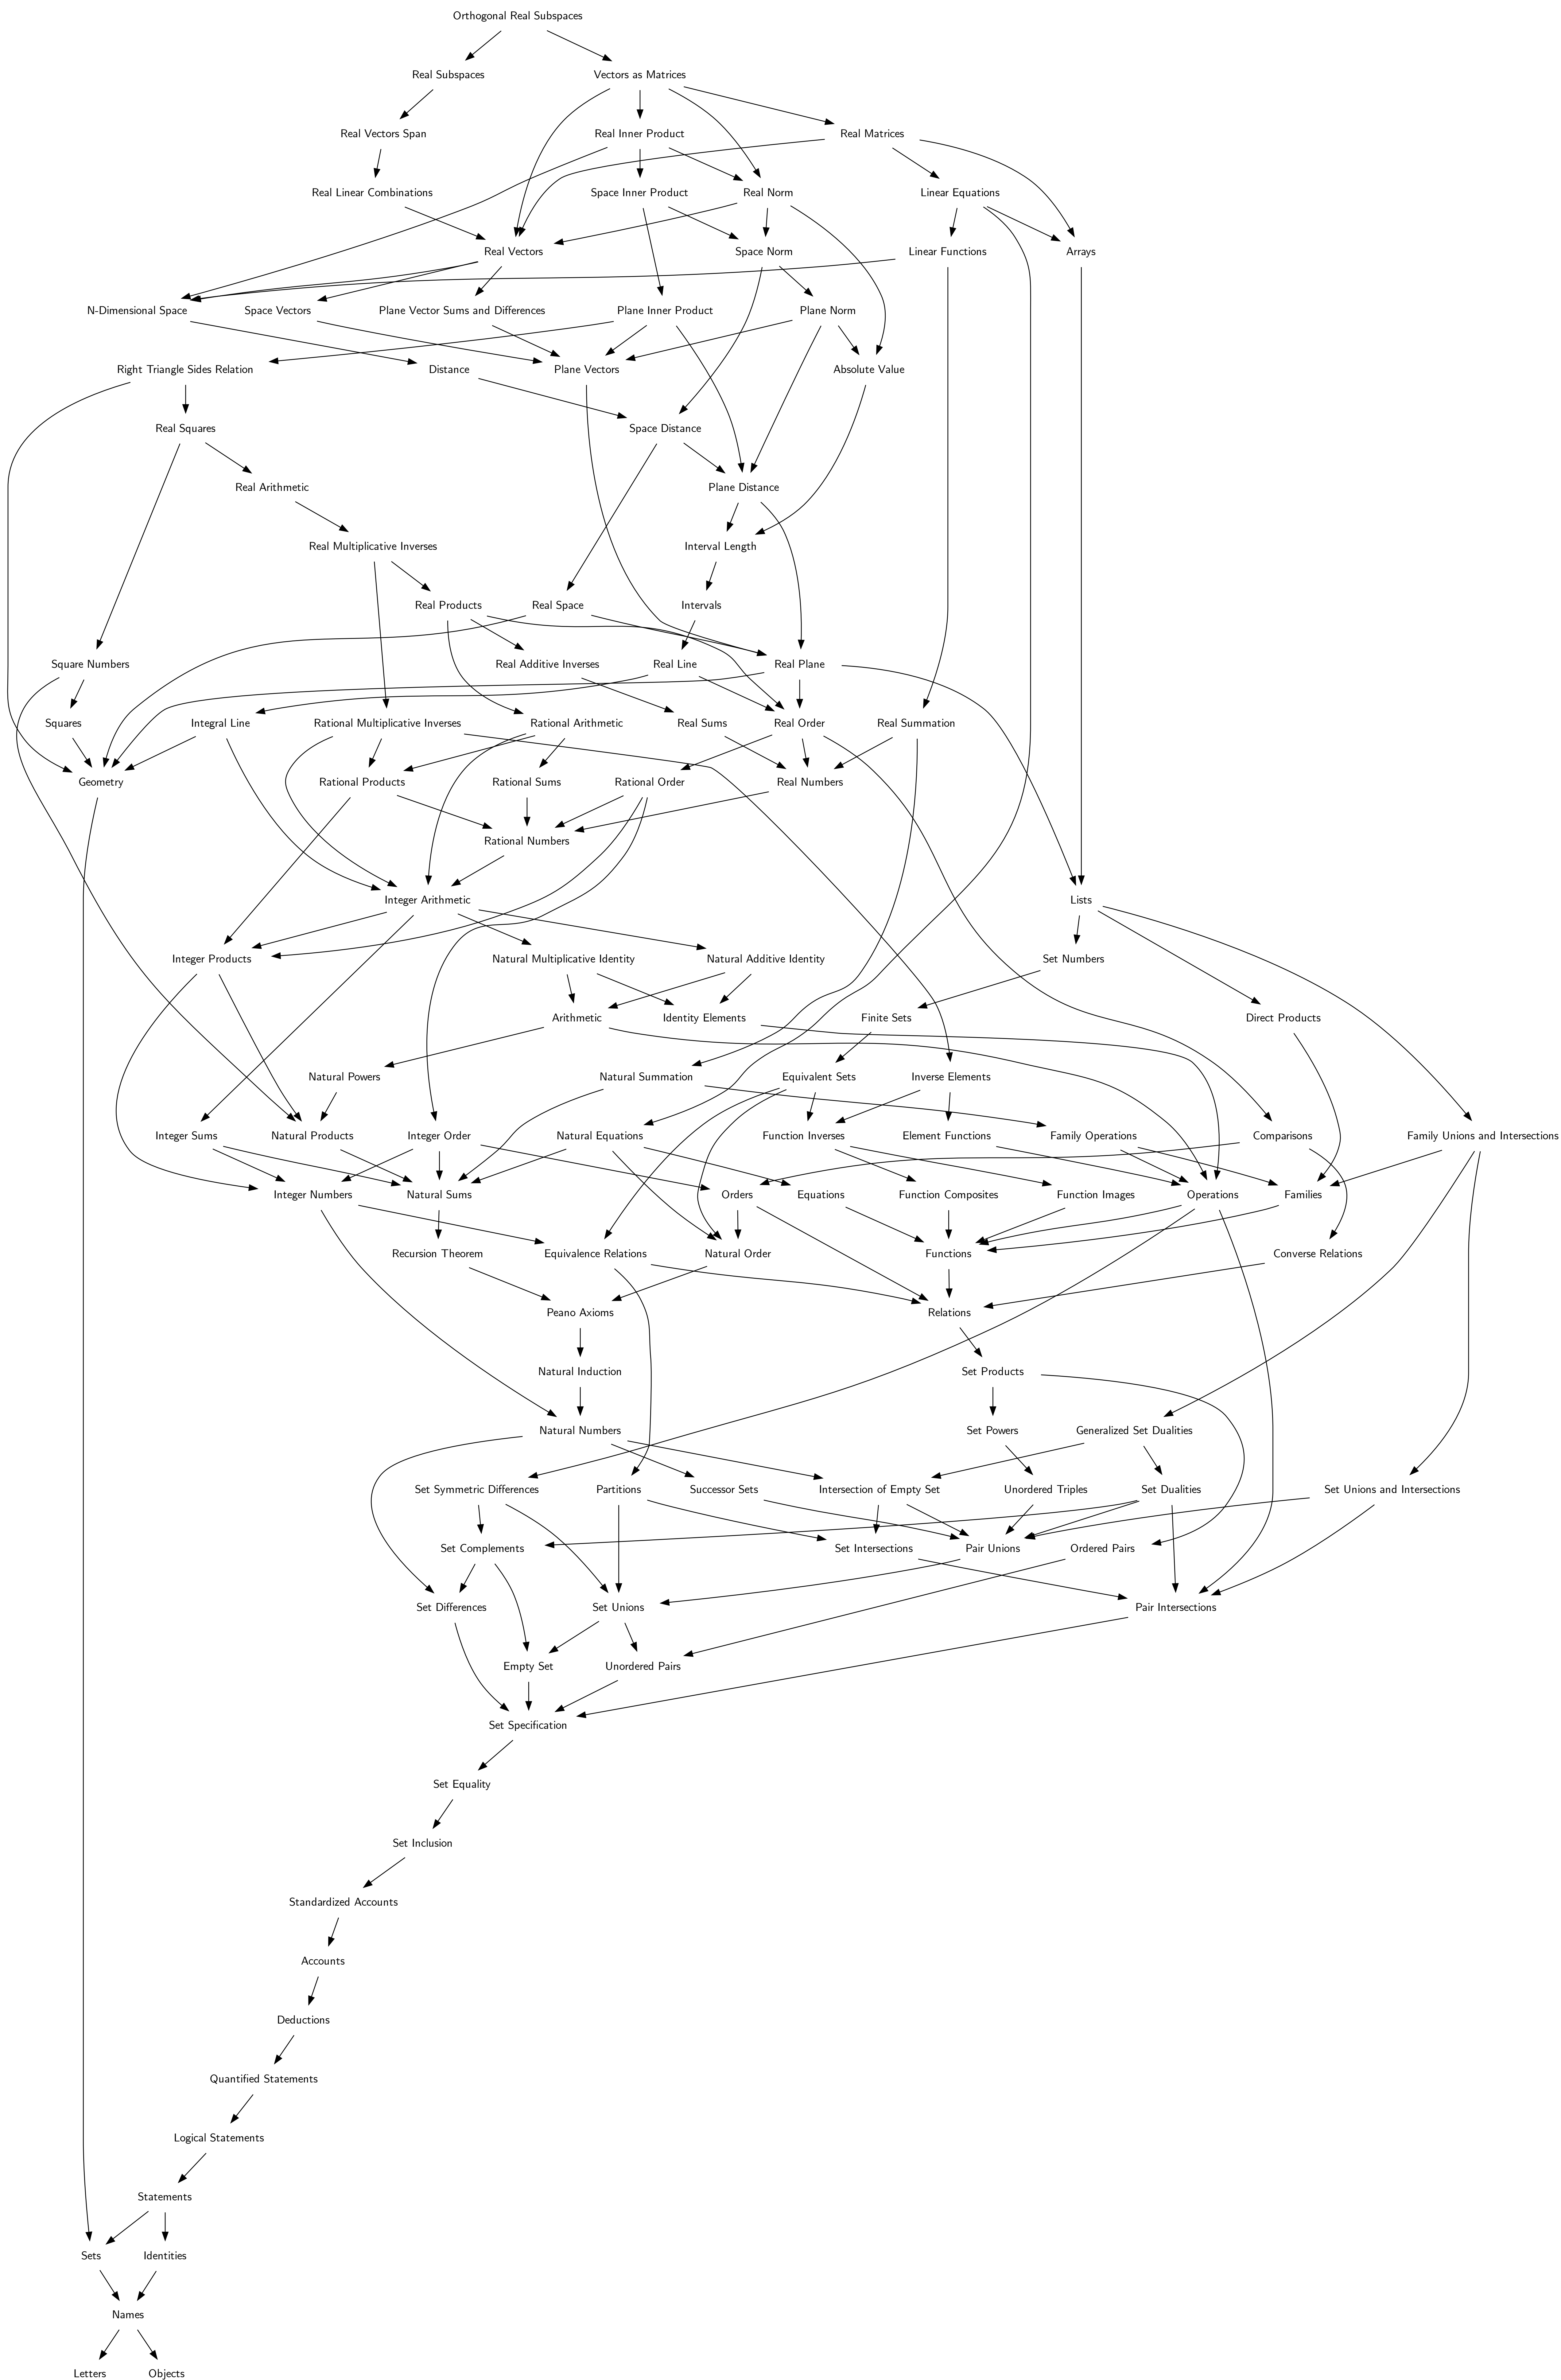 Orthogonal Real Subspaces
Real Subspaces
Vectors as Matrices
Real Vectors Span
Real Inner Product
Real Matrices
Real Linear Combinations
Space Inner Product
Real Norm
Linear Equations
Real Vectors
Space Norm
Linear Functions
Arrays
N-Dimensional Space
Space Vectors
Plane Vector Sums and Differences
Plane Inner Product
Plane Norm
Right Triangle Sides Relation
Distance
Plane Vectors
Absolute Value
Real Squares
Space Distance
Real Arithmetic
Plane Distance
Real Multiplicative Inverses
Interval Length
Real Products
Real Space
Intervals
Square Numbers
Real Additive Inverses
Real Line
Real Plane
Squares
Integral Line
Rational Multiplicative Inverses
Rational Arithmetic
Real Sums
Real Order
Real Summation
Geometry
Rational Products
Rational Sums
Rational Order
Real Numbers
Rational Numbers
Integer Arithmetic
Lists
Integer Products
Natural Multiplicative Identity
Natural Additive Identity
Set Numbers
Arithmetic
Identity Elements
Finite Sets
Direct Products
Natural Powers
Natural Summation
Equivalent Sets
Inverse Elements
Integer Sums
Natural Products
Integer Order
Natural Equations
Function Inverses
Element Functions
Family Operations
Comparisons
Family Unions and Intersections
Integer Numbers
Natural Sums
Orders
Equations
Function Composites
Function Images
Operations
Families
Recursion Theorem
Equivalence Relations
Natural Order
Functions
Converse Relations
Peano Axioms
Relations
Natural Induction
Set Products
Natural Numbers
Set Powers
Generalized Set Dualities
Set Symmetric Differences
Partitions
Successor Sets
Intersection of Empty Set
Unordered Triples
Set Dualities
Set Unions and Intersections
Set Complements
Set Intersections
Pair Unions
Ordered Pairs
Set Differences
Set Unions
Pair Intersections
Empty Set
Unordered Pairs
Set Specification
Set Equality
Set Inclusion
Standardized Accounts
Accounts
Deductions
Quantified Statements
Logical Statements
Statements
Sets
Identities
Names
Letters
Objects